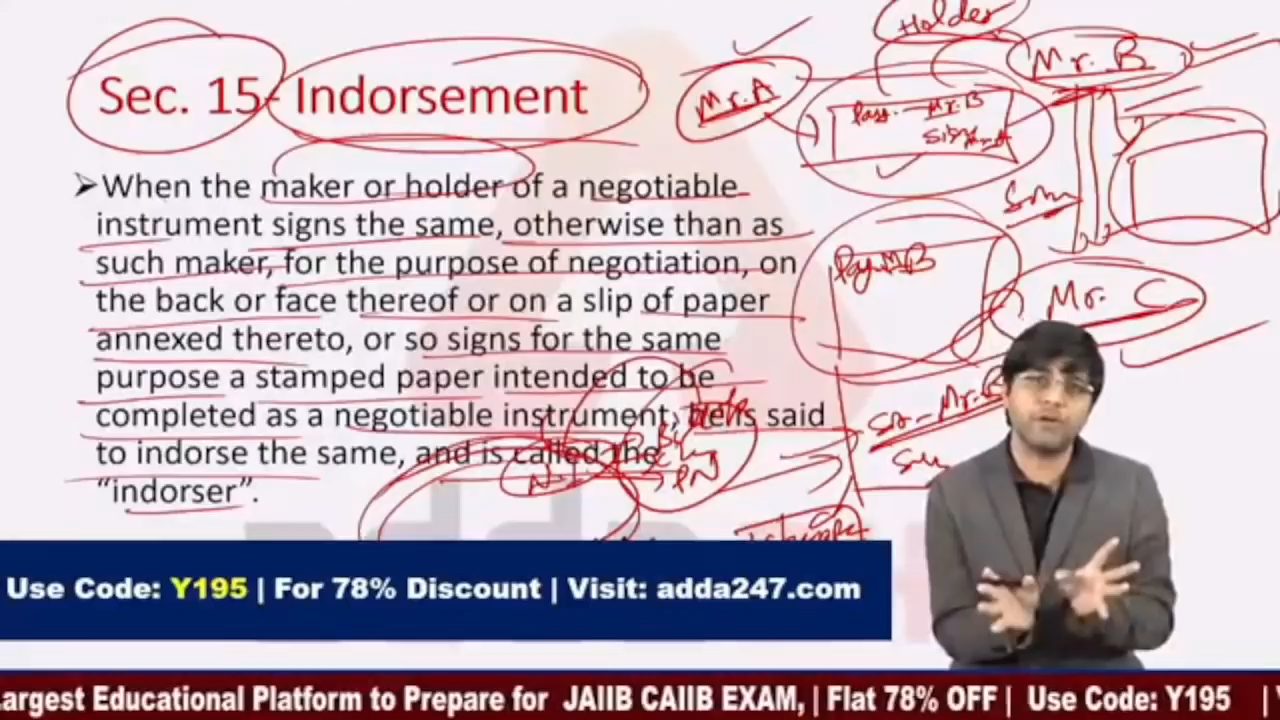 Sec. 15- Indorsement
➤When the maker or holder of a negotiable
instrument signs the same, otherwise than as
such maker, for the purpose of negotiation, on
the back or face thereof or on a slip of paper
annexed thereto, or so signs for the same
purpose a stamped paper intended to be
completed as a negotiable instrument, he is said
to indorse the same, and is called the
“indorser”.
Holder
Mr. A
Mr. B
Mr. B
Mr. C
Use Code: Y195 | For 78% Discount | Visit: adda247.com
argest Educational Platform to Prepare for JAIIB CAIIB EXAM, | Flat 78% OFF | Use Code: Y195 |